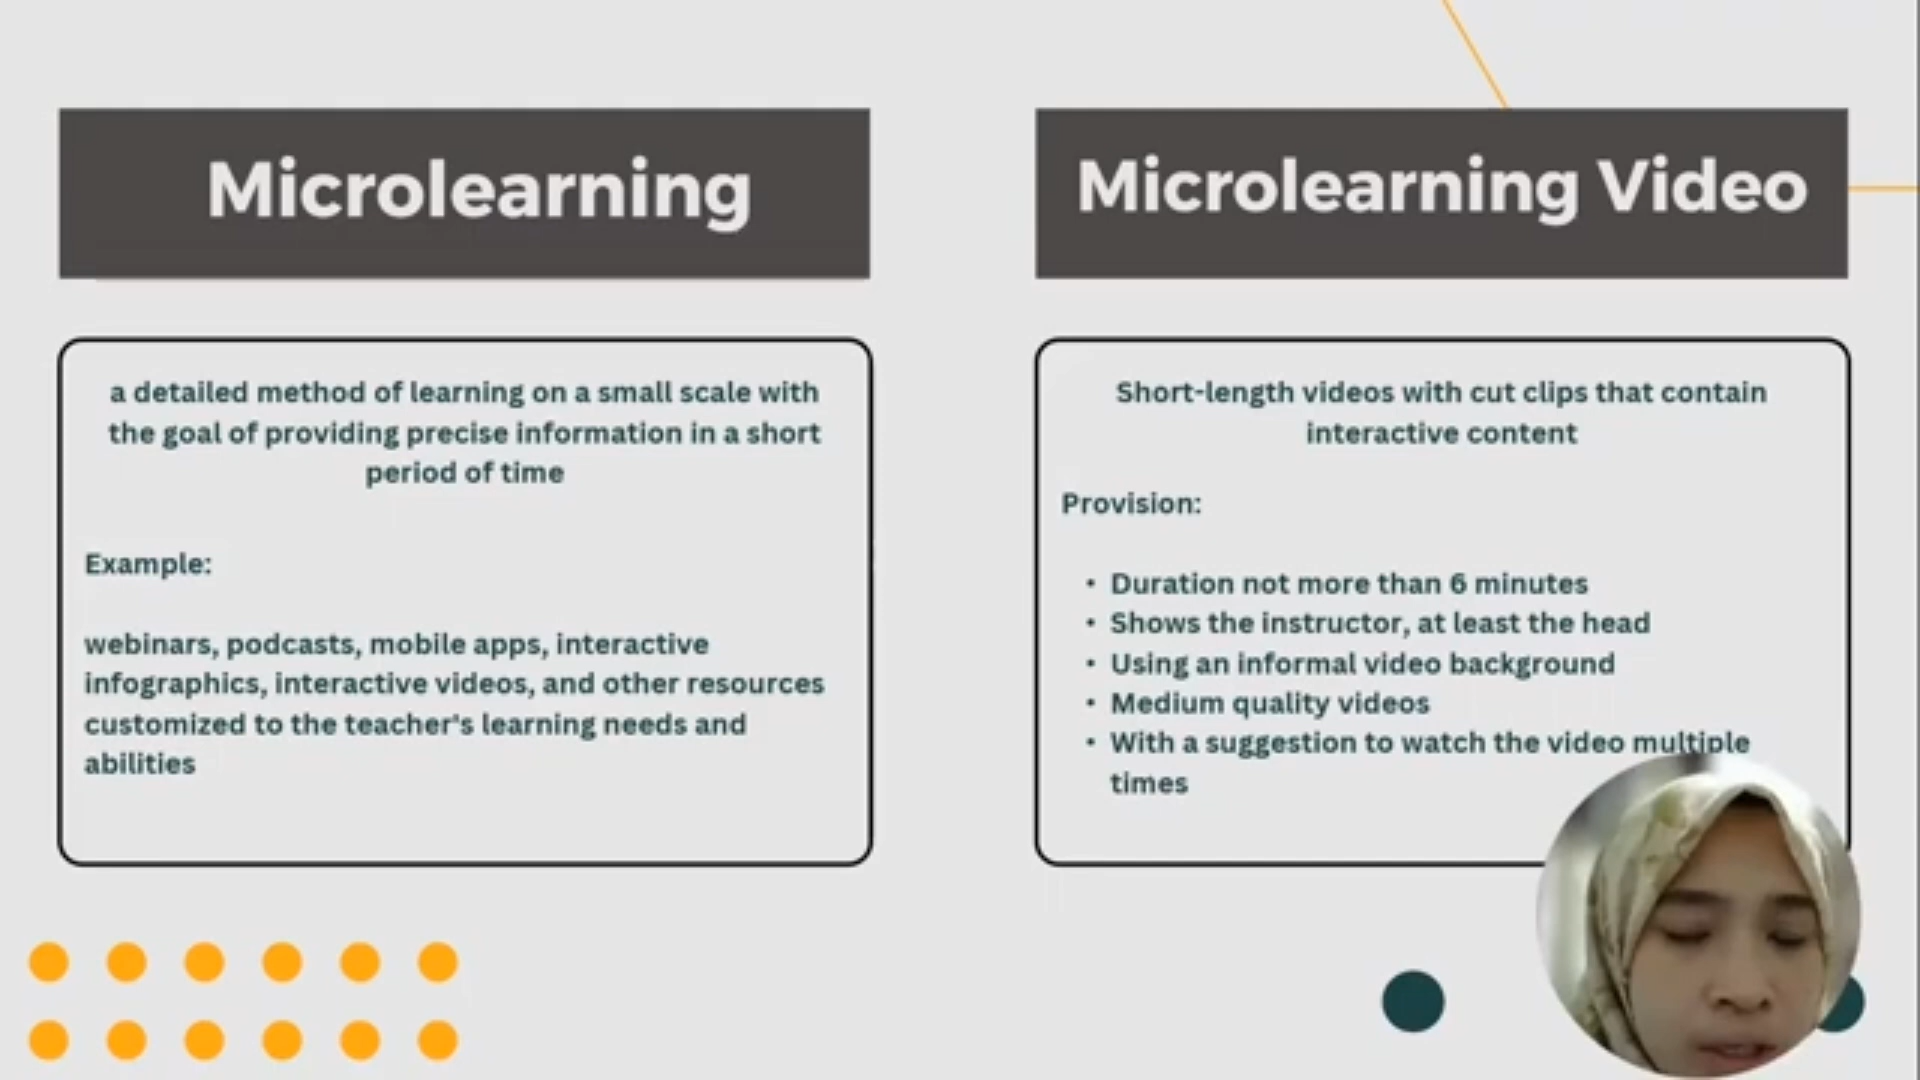 Microlearning
a detailed method of learning on a small scale with
the goal of providing precise information in a short
period of time
Example:
webinars, podcasts, mobile apps, interactive
infographics, interactive videos, and other resources
customized to the teacher's learning needs and
abilities
Microlearning Video
Short-length videos with cut clips that contain
interactive content
Provision:
• Duration not more than 6 minutes
• Shows the instructor, at least the head
• Using an informal video background
• Medium quality videos
• With a suggestion to watch the video multiple
times